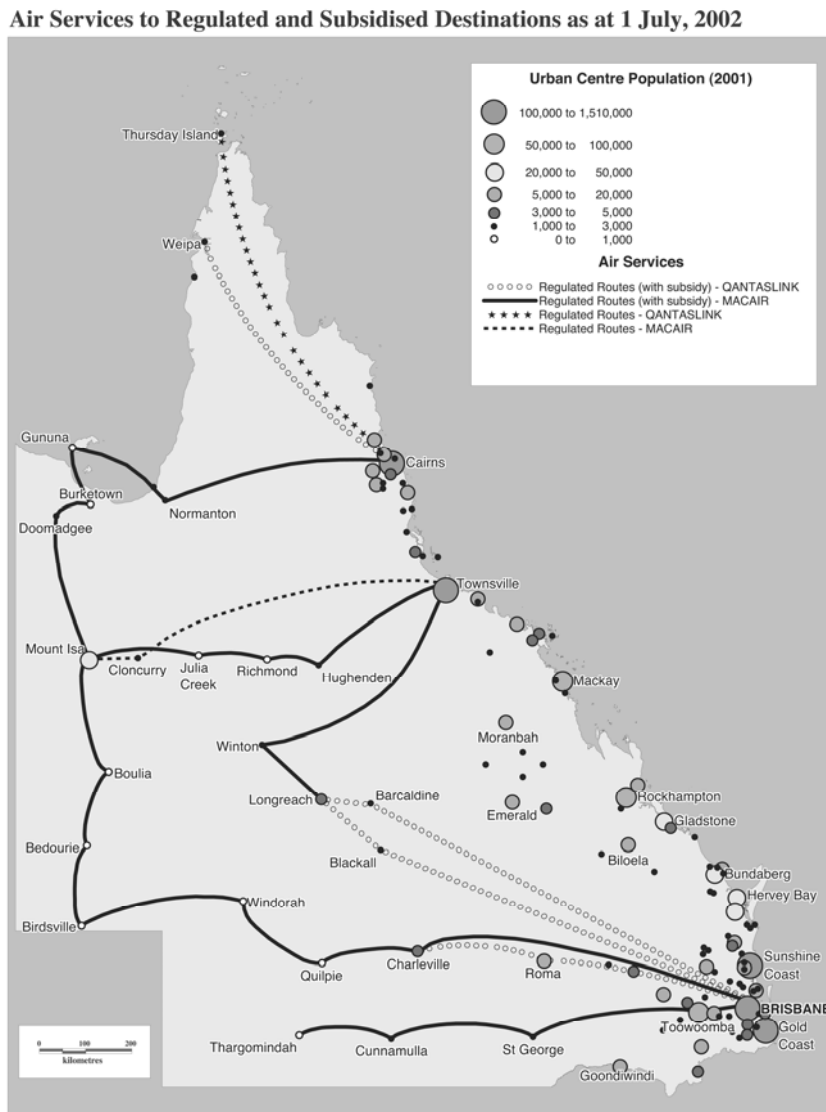 Air Services to Regulated and Subsidised Destinations as at 1 July, 2002
Urban Centre Population (2001)
100,000 to 1,510,000
50,000 to 100,000
20,000 to 50,000
5,000 to 20,000
3,000 to 5,000
1,000 to 3,000
0 to 1,000
Air Services
Regulated Routes (with subsidy) - QANTASLINK
Regulated Routes (with subsidy) - MACAIR
Regulated Routes - QANTASLINK
Regulated Routes - MACAIR
Thursday Island
Weipa
Gununa
Cairns
Burketown
Normanton
Doomadgee
Townsville
Mount Isa
Cloncurry
Julia
Creek
Richmond
Hughenden
Mackay
Moranbah
Winton
Boulia
Longreach
Barcaldine
Rockhampton
Emerald
Gladstone
Bedourie
Blackall
Biloela
Bundaberg
Hervey Bay
Windorah
Birdsville
Quilpie
Charleville
Roma
Sunshine
Coast
BRISBANE
Toowoomba
Gold
Coast
Thargomindah
Cunnamulla
St George
Goondiwindi
0 100 200
kilometres